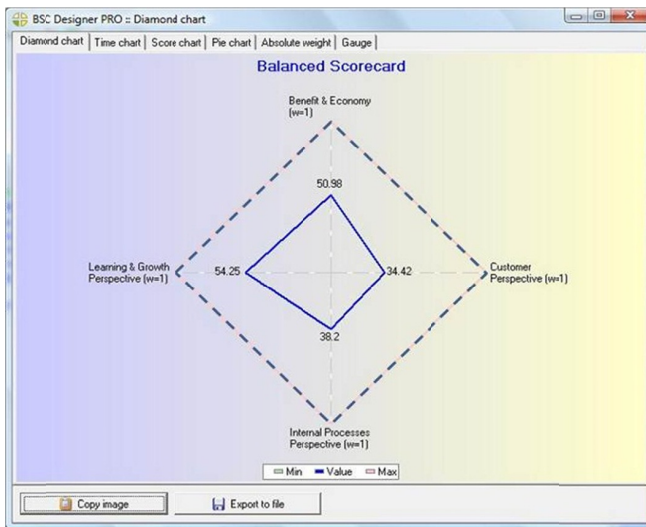 BSC Designer PRO :: Diamond chart
Diamond chart Time chart Score chart Pie chart Absolute weight Gauge
Balanced Scorecard
Benefit & Economy
(w=1)
50.98
Learning & Growth
Perspective (w=1)
54.25
34.42
Customer
Perspective (w=1)
38.2
Internal Processes
Perspective (w=1)
Min Value Max
Copy image Export to file